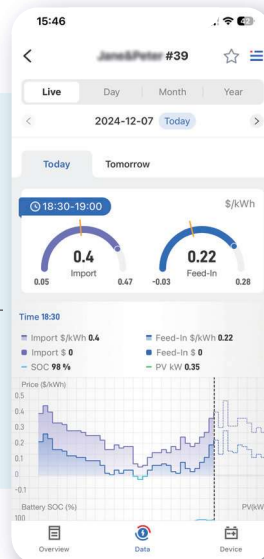 15:46
#39
Live Day Month Year
2024-12-07 Today
Today Tomorrow
18:30-19:00
$/kWh
0.4
Import
0.05 0.47
0.22
Feed-In
-0.03 0.28
Time 18:30
Import $/kWh 0.4 Feed-In $/kWh 0.22
Import $ 0 Feed-In $ 0
SOC 98 % PV kW 0.35
Price ($/kWh)
0.5
0.4
0.3
0.2
0.1
0
-0.1
Battery SOC (%) PV(kW
100
Overview Data Device